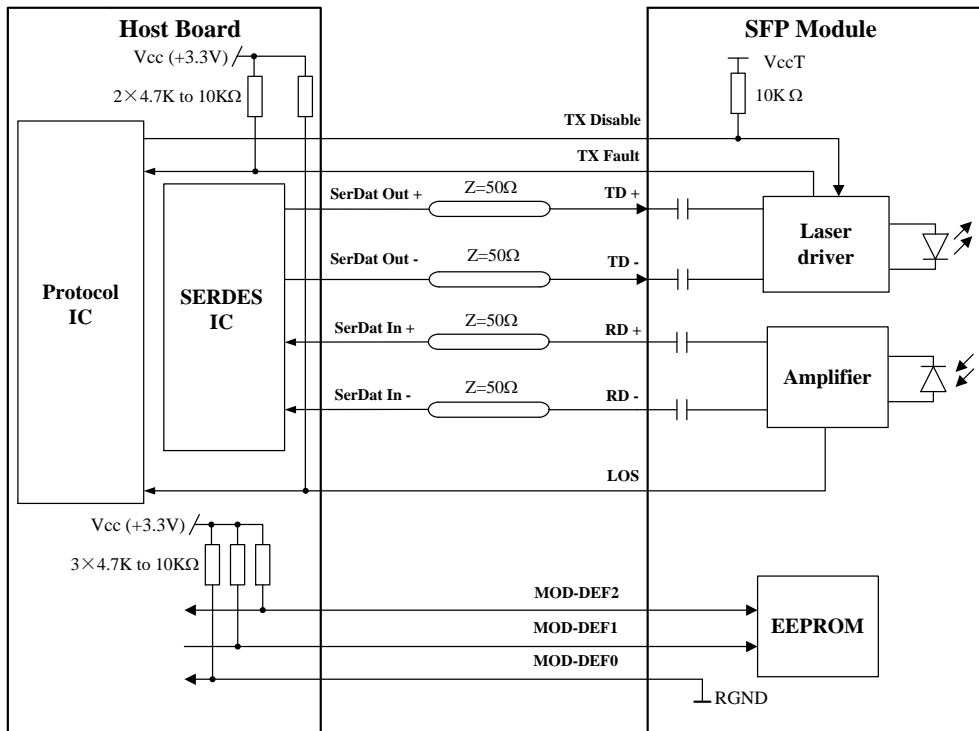 Host Board
SFP Module
Vcc (+3.3V)
VccT
2×4.7K to 10KΩ
10K Ω
TX Disable
TX Fault
SerDat Out +
Z=50Ω
TD +
SerDat Out -
Z=50Ω
TD -
Laser
driver
Protocol
IC
SERDES
IC
SerDat In +
Z=50Ω
RD +
SerDat In -
Z=50Ω
RD -
Amplifier
LOS
Vcc (+3.3V)
3×4.7K to 10KΩ
MOD-DEF2
MOD-DEF1
MOD-DEF0
EEPROM
RGND